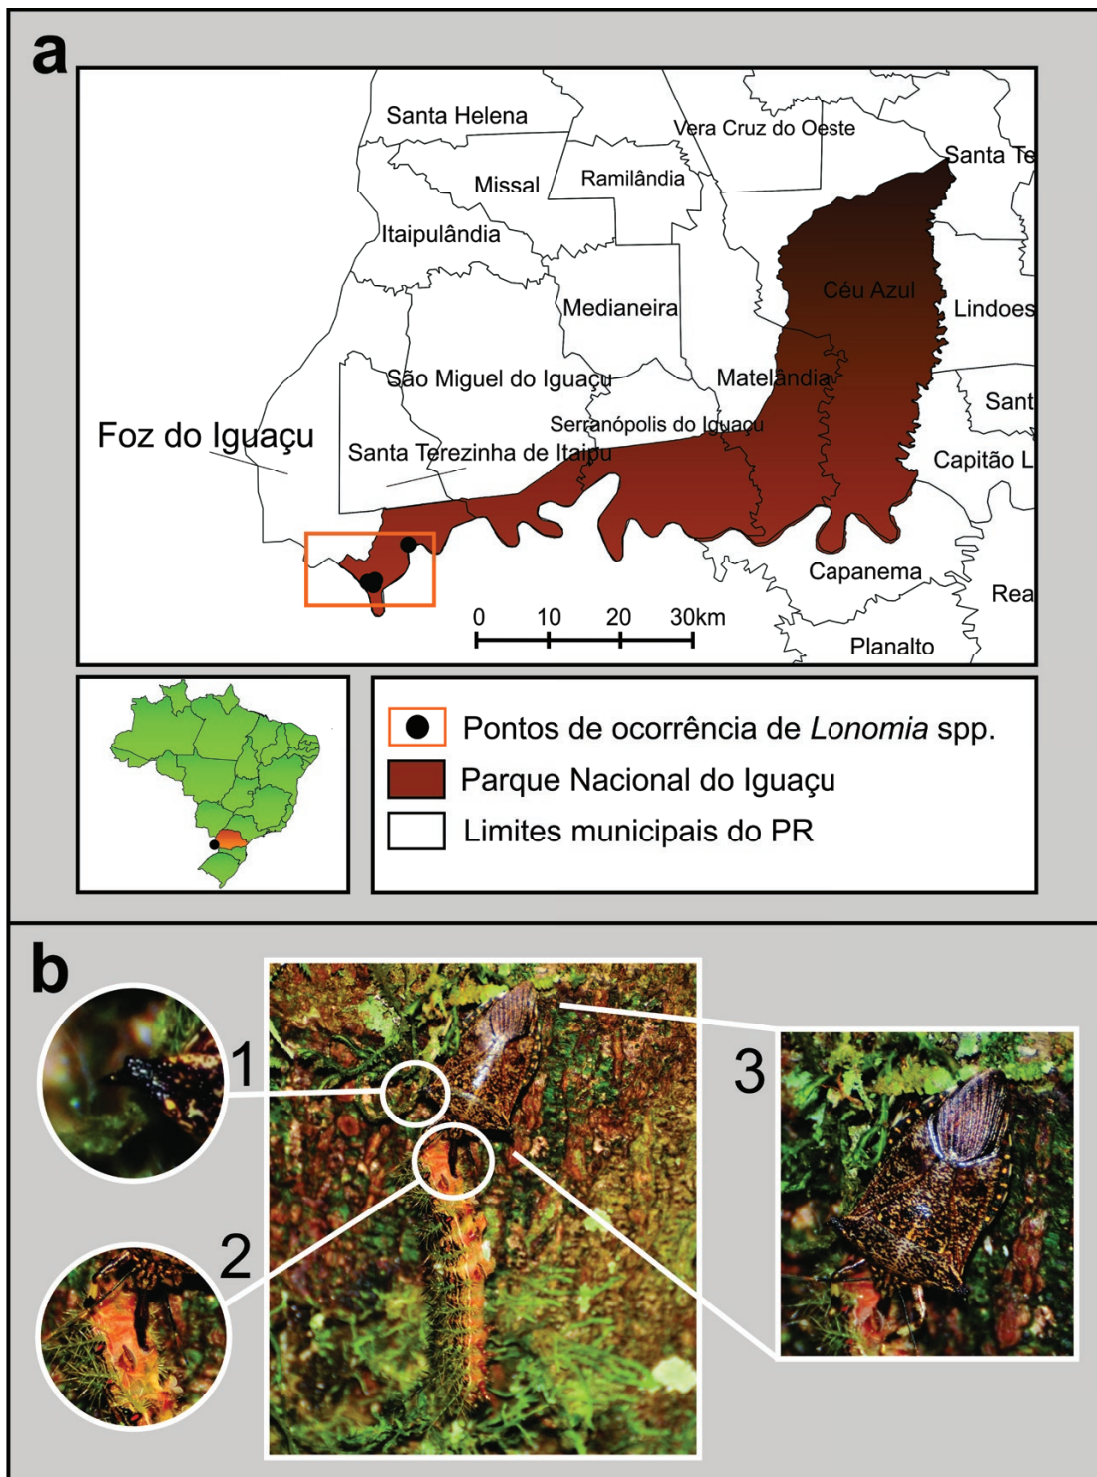 a
Santa Helena
Vera Cruz do Oeste
Santa Te
Missal
Ramilândia
Itaipulândia
Céu Azul
Medianeira
Lindoes
São Miguel do Iguaçu
Matelândia
Sant
Serranópolis do Iguaçu
Foz do Iguaçu
Santa Terezinha de Itaipu
Capitão L
Capanema
Rea
Planalto
0 10 20 30km
Pontos de ocorrência de Lonomia spp.
Parque Nacional do Iguaçu
Limites municipais do PR
b
1
2
3